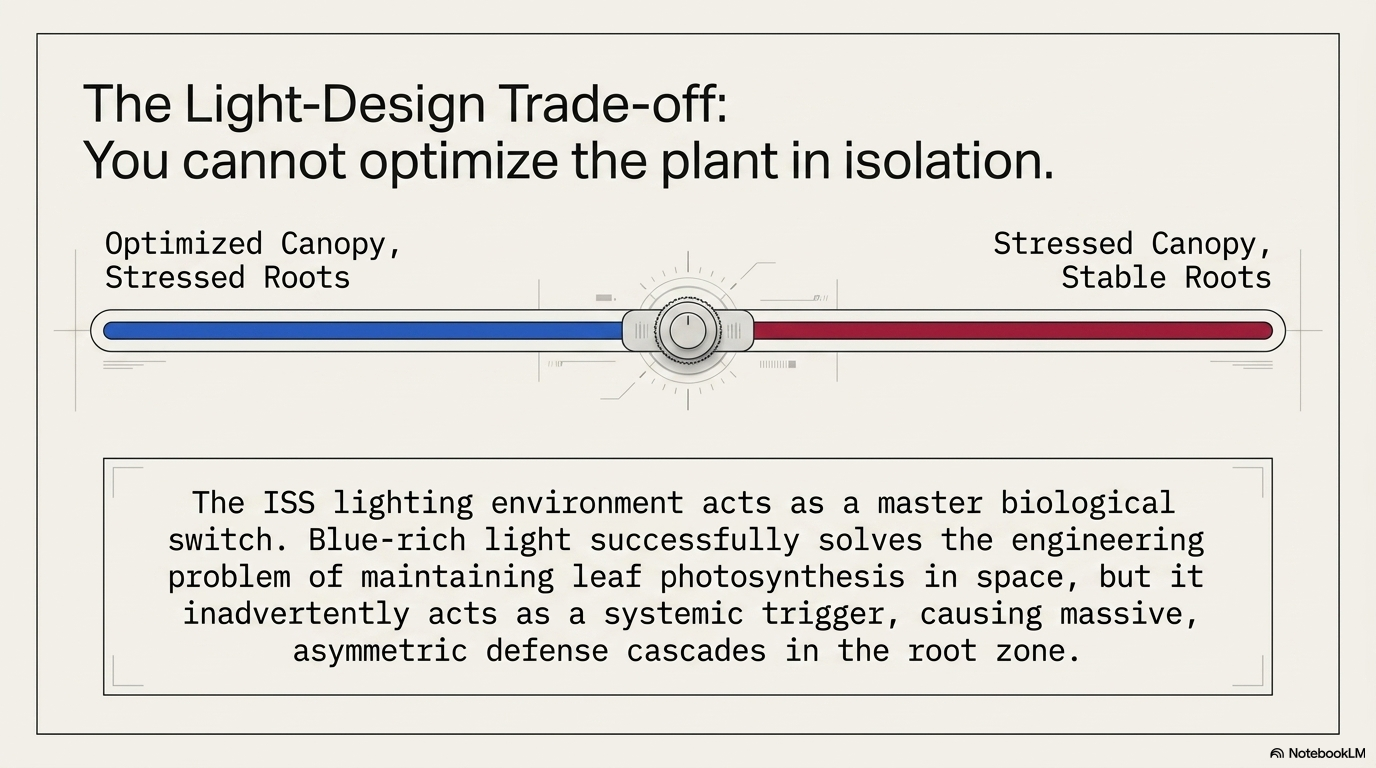 The Light-Design Trade-off:
You cannot optimize the plant in isolation.
Optimized Canopy,
Stressed Roots
Stressed Canopy,
Stable Roots
The ISS lighting environment acts as a master biological
switch. Blue-rich light successfully solves the engineering
problem of maintaining leaf photosynthesis in space, but it
inadvertently acts as a systemic trigger, causing massive,
asymmetric defense cascades in the root zone.
NotebookLM